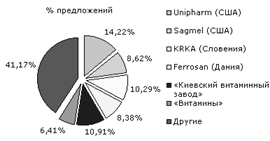 % предложений
14,22%
8,62%
10,29%
8,38%
10,91%
6,41%
41,17%
Unipharm (США)
Sagmel (США)
KRKA (Словения)
Ferrosan (Дания)
«Киевский витаминный
завод»
«Витамины»
Другие